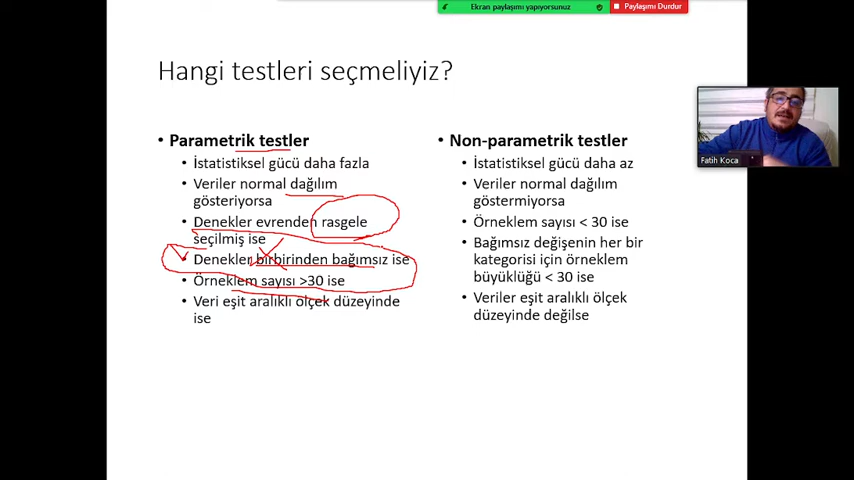 Ekran paylaşımı yapıyorsunuz
Paylaşımı Durdur
Hangi testleri seçmeliyiz?
• Parametrik testler
• İstatistiksel gücü daha fazla
• Veriler normal dağılım
gösteriyorsa
• Denekler evrenden rasgele
seçilmiş ise
• Denekler birbirinden bağımsız ise
• Örneklem sayısı >30 ise
• Veri eşit aralıklı ölçek düzeyinde
ise
• Non-parametrik testler
• İstatistiksel gücü daha az
• Veriler normal dağılım
göstermiyorsa
• Örneklem sayısı < 30 ise
• Bağımsız değişenin her bir
kategorisi için örneklem
büyüklüğü < 30 ise
• Veriler eşit aralıklı ölçek
düzeyinde değilse
Fatih Koca